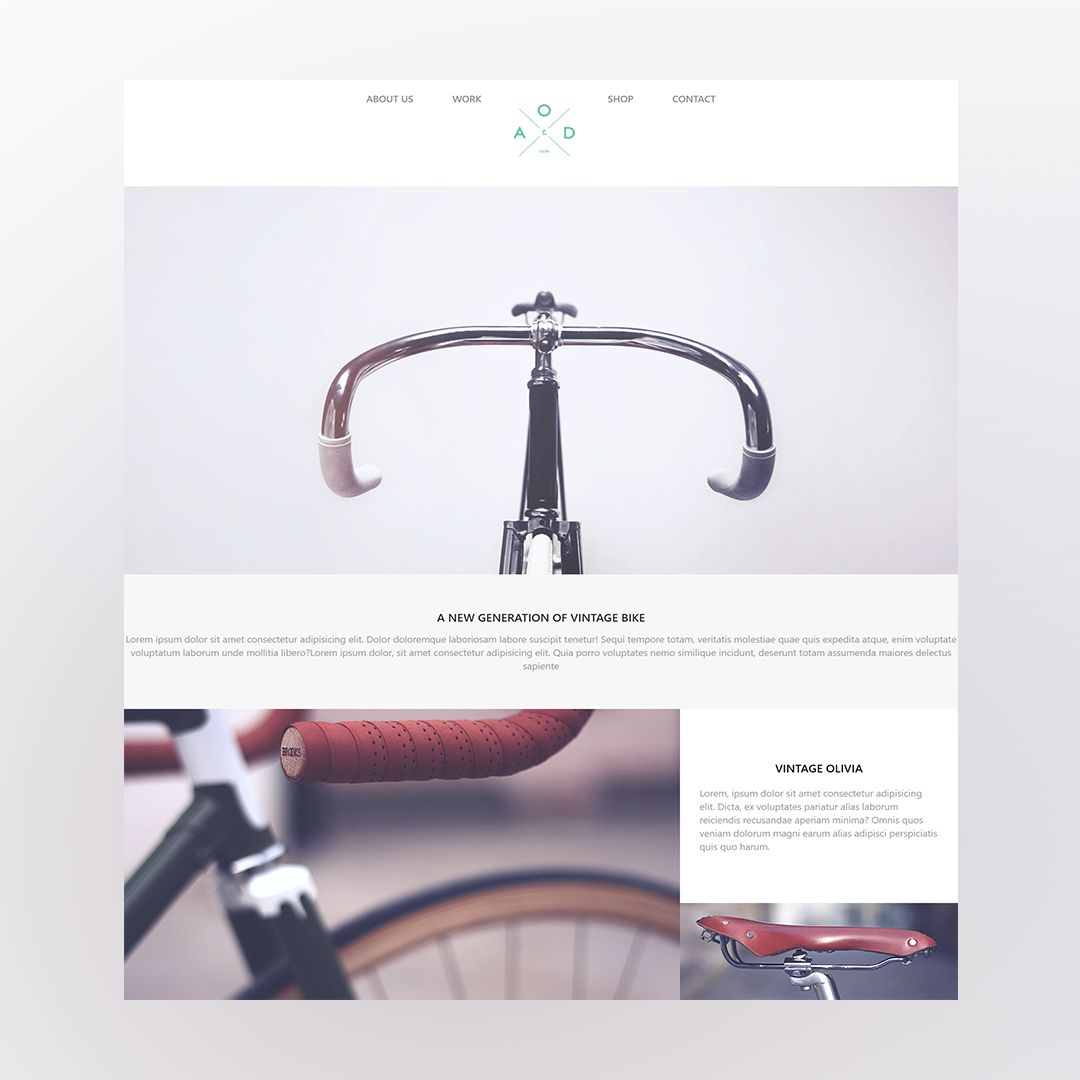 ABOUT US WORK SHOP CONTACT
O
A & D
A NEW GENERATION OF VINTAGE BIKE
Lorem ipsum dolor sit amet consectetur adipisicing elit. Dolor doloremque laboriosam labore suscipit tenetur! Sequi tempore totam, veritatis molestiae quae quis expedita atque, enim voluptate
voluptatum laborum unde mollitia libero?Lorem ipsum dolor, sit amet consectetur adipisicing elit. Quia porro voluptates nemo similique incidunt, deserunt totam assumenda maiores delectus
sapiente
BROOKS
VINTAGE OLIVIA
Lorem, ipsum dolor sit amet consectetur adipisicing
elit. Dicta, ex voluptates pariatur alias laborum
reiciendis recusandae aperiam minima? Omnis quos
veniam dolorum magni earum alias adipisci perspiciatis
quis quo harum.